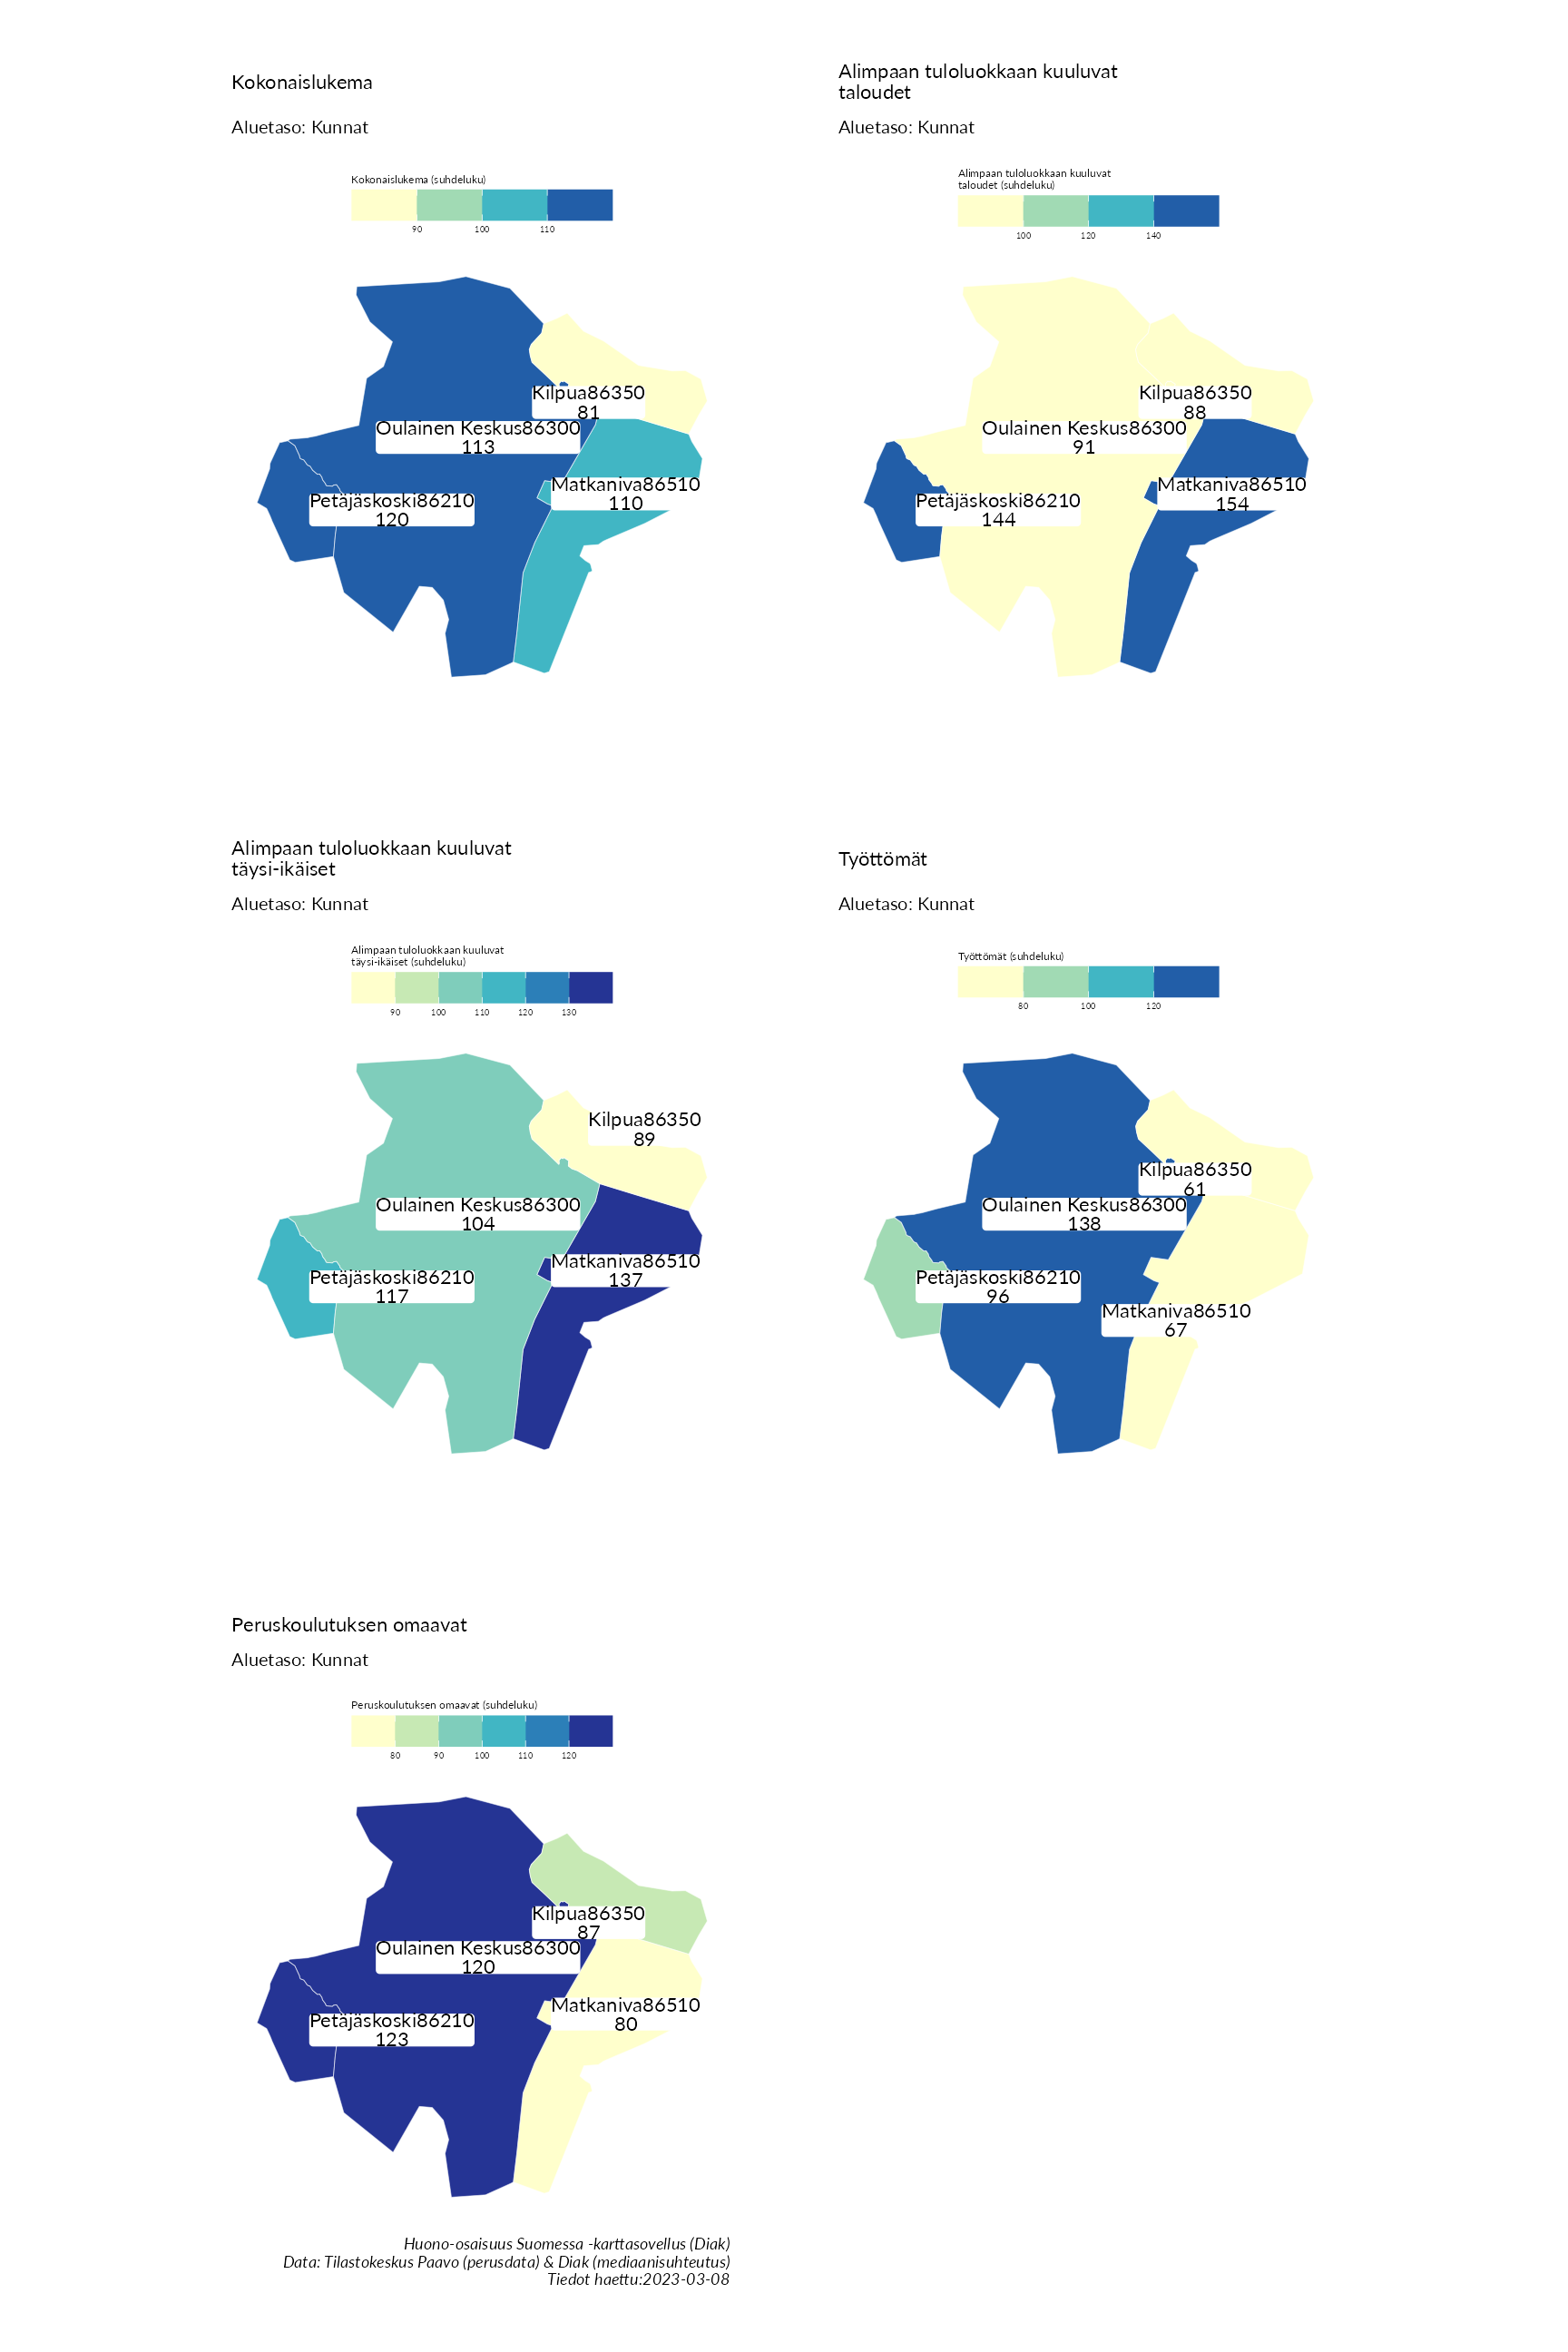 Kokonaislukema
Aluetaso: Kunnat
Kokonaislukema (suhdeluku)
90 100 110
Kilpua86350
81
Oulainen Keskus86300
113
Matkaniva86510
110
Petäjäskoski86210
120
Alimpaan tuloluokkaan kuuluvat
taloudet
Aluetaso: Kunnat
Alimpaan tuloluokkaan kuuluvat
taloudet (suhdeluku)
100 120 140
Kilpua86350
88
Oulainen Keskus86300
91
Matkaniva86510
154
Petäjäskoski86210
144
Alimpaan tuloluokkaan kuuluvat
täysi-ikäiset
Aluetaso: Kunnat
Alimpaan tuloluokkaan kuuluvat
täysi-ikäiset (suhdeluku)
90 100 110 120 130
Kilpua86350
89
Oulainen Keskus86300
104
Matkaniva86510
137
Petäjäskoski86210
117
Työttömät
Aluetaso: Kunnat
Työttömät (suhdeluku)
80 100 120
Kilpua86350
61
Oulainen Keskus86300
138
Petäjäskoski86210
96
Matkaniva86510
67
Peruskoulutuksen omaavat
Aluetaso: Kunnat
Peruskoulutuksen omaavat (suhdeluku)
80 90 100 110 120
Kilpua86350
87
Oulainen Keskus86300
120
Matkaniva86510
80
Petäjäskoski86210
123
Huono-osaisuus Suomessa -karttasovellus (Diak)
Data: Tilastokeskus Paavo (perusdata) & Diak (mediaanisuhteutus)
Tiedot haettu:2023-03-08